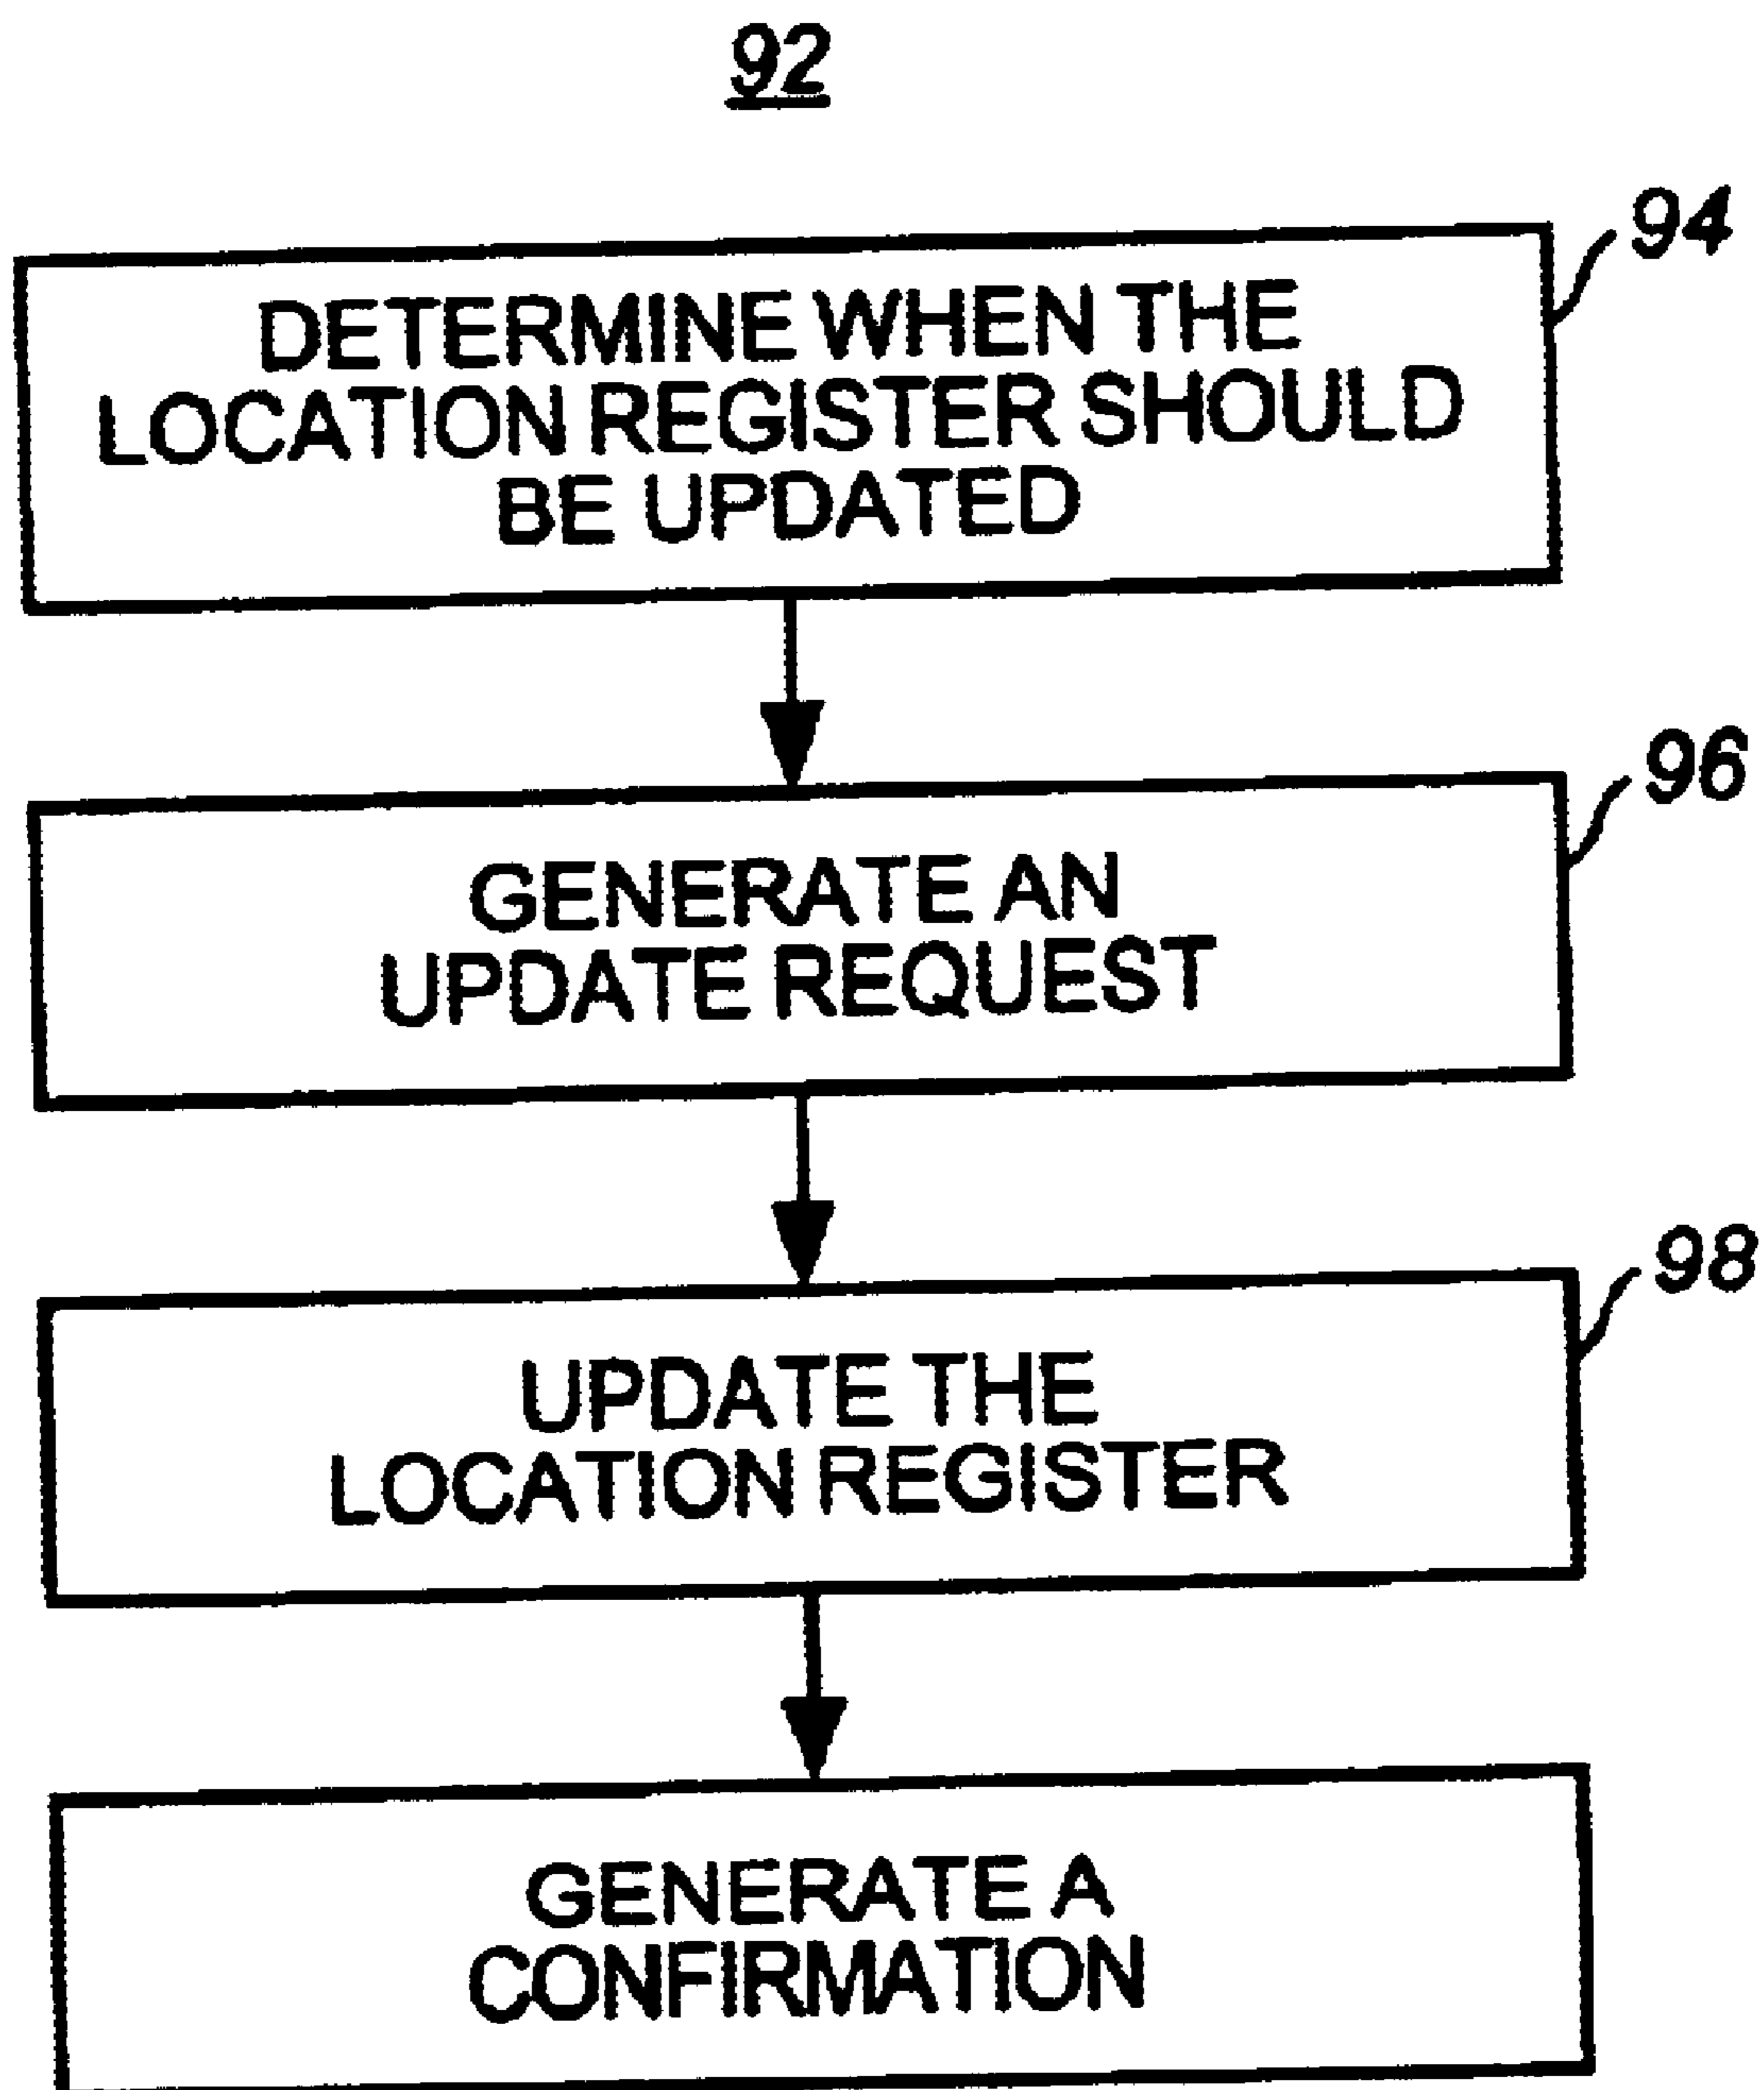 92
94
DETERMINE WHEN THE
LOCATION REGISTER SHOULD
BE UPDATED
96
GENERATE AN
UPDATE REQUEST
98
UPDATE THE
LOCATION REGISTER
GENERATE A
CONFIRMATION